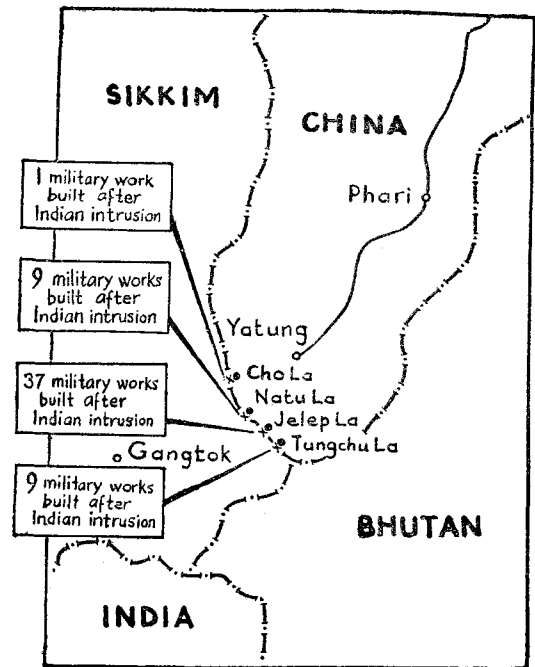 SIKKIM
CHINA
1 military work
built after
Indian intrusion
Phari
9 military works
built after
Indian intrusion
Yatung
Cho La
Natu La
37 military works
built after
Indian intrusion
Jelep La
Tungchu La
Gangtok
9 military works
built after
Indian intrusion
BHUTAN
INDIA